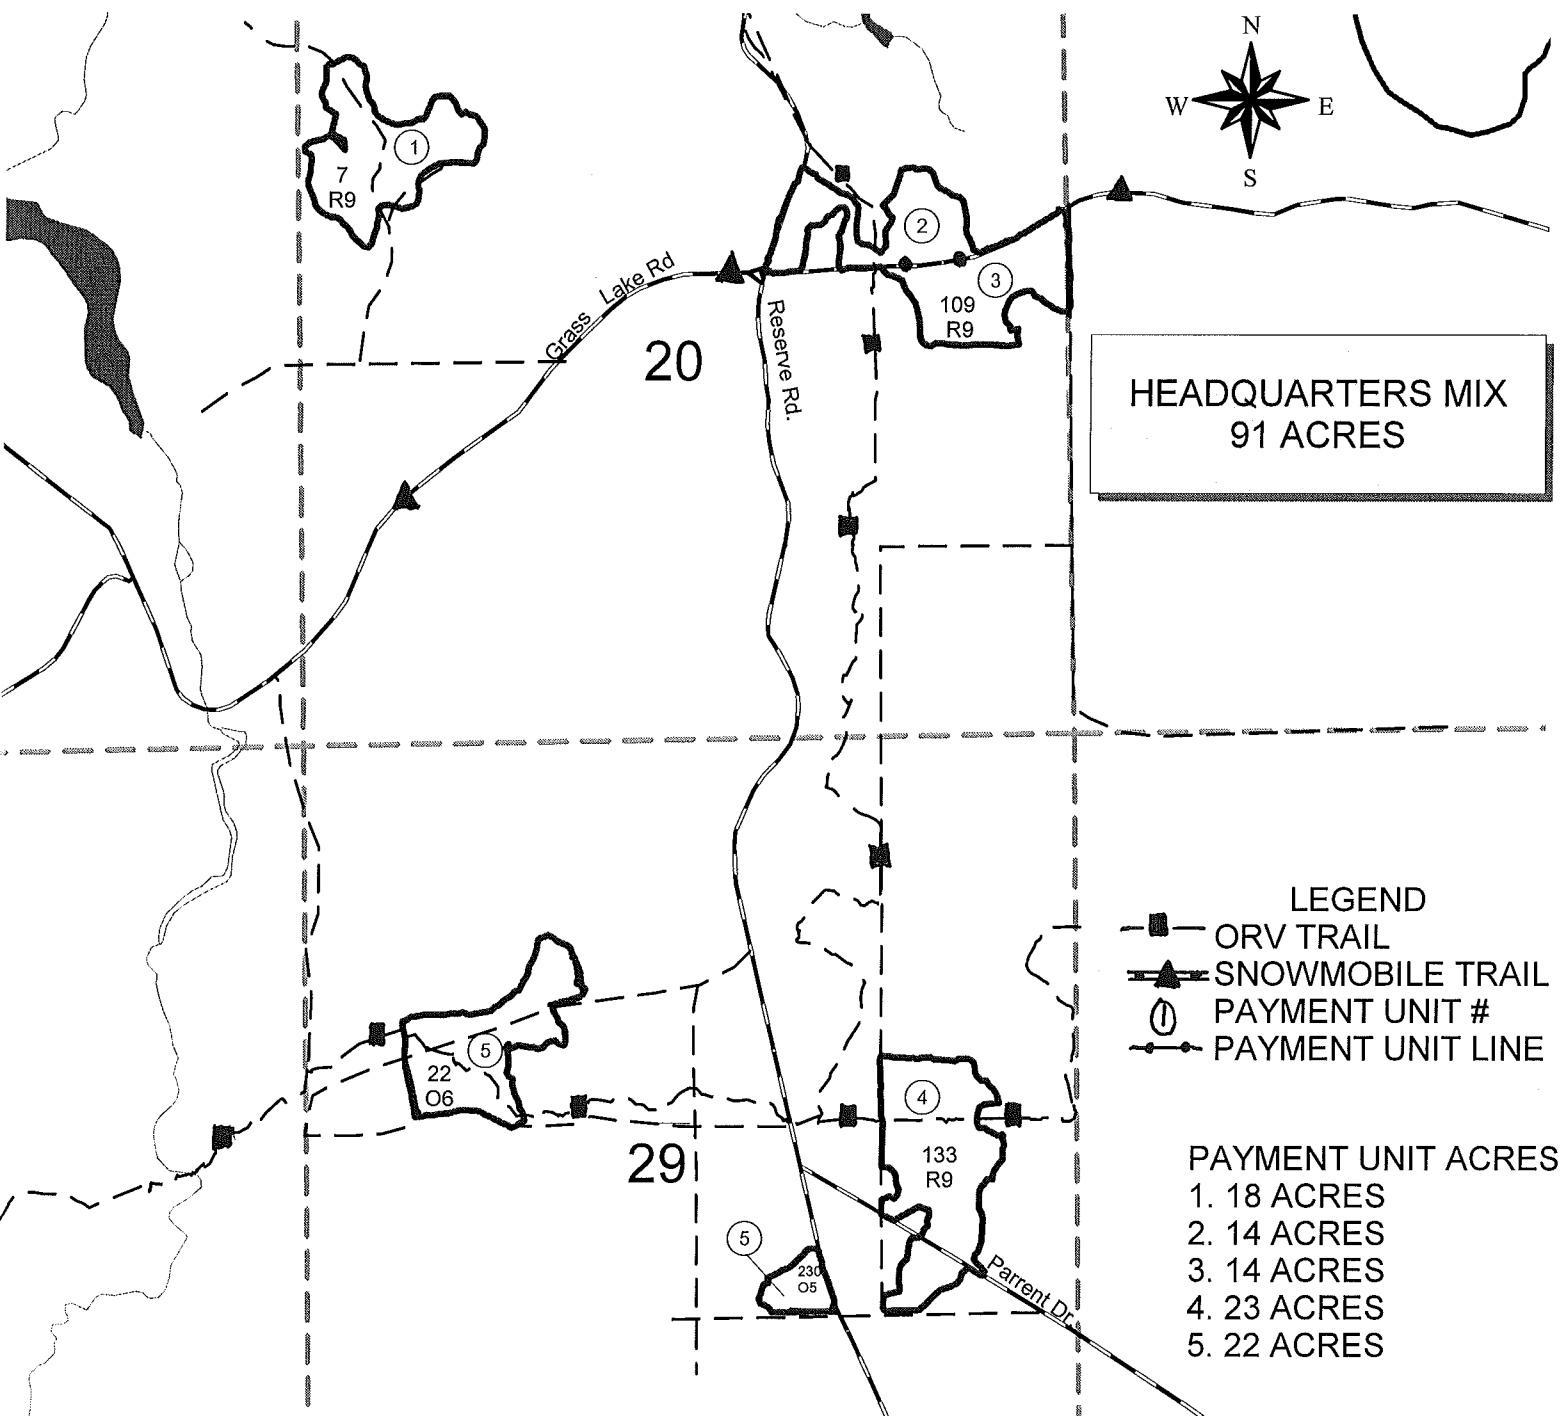 N
W
E
S
1
7
R9
2
3
109
R9
Grass Lake Rd
Reserve Rd.
20
HEADQUARTERS MIX
91 ACRES
LEGEND
ORV TRAIL
SNOWMOBILE TRAIL
1 PAYMENT UNIT #
PAYMENT UNIT LINE
5
22
O6
4
133
R9
29
5
230
O5
Parrent Dr.
PAYMENT UNIT ACRES
1. 18 ACRES
2. 14 ACRES
3. 14 ACRES
4. 23 ACRES
5. 22 ACRES